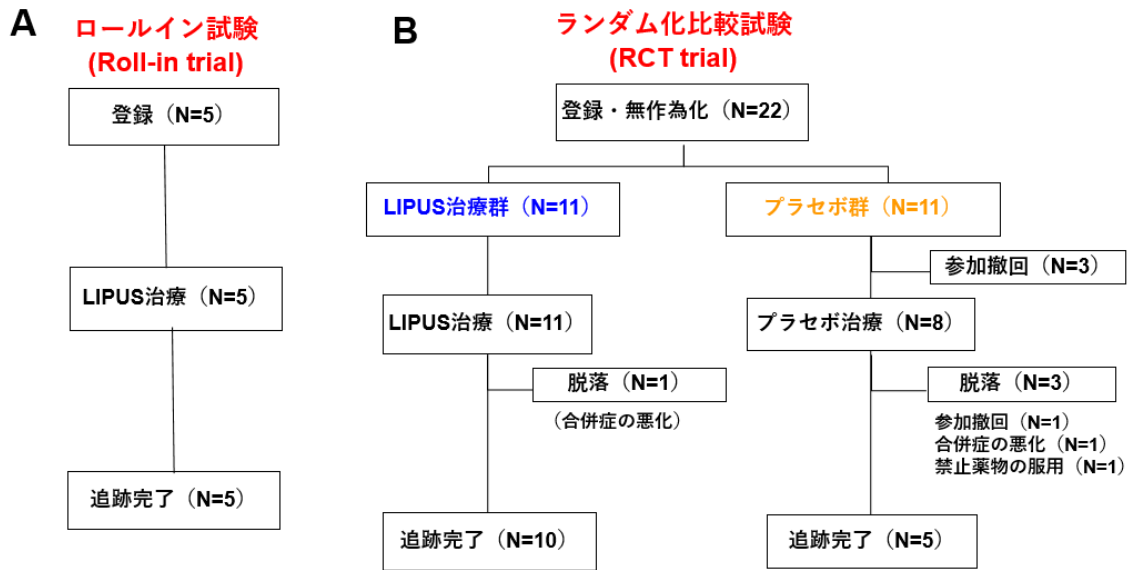 A
ロールイン試験
(Roll-in trial)
登録（N=5）
LIPUS治療（N=5）
追跡完了（N=5）
B
ランダム化比較試験
(RCT trial)
登録・無作為化（N=22）
LIPUS治療群（N=11）
プラセボ群（N=11）
参加撤回（N=3）
LIPUS治療（N=11）
プラセボ治療（N=8）
脱落（N=1）
（合併症の悪化）
脱落（N=3）
参加撤回（N=1）
合併症の悪化（N=1）
禁止薬物の服用（N=1）
追跡完了（N=10）
追跡完了（N=5）